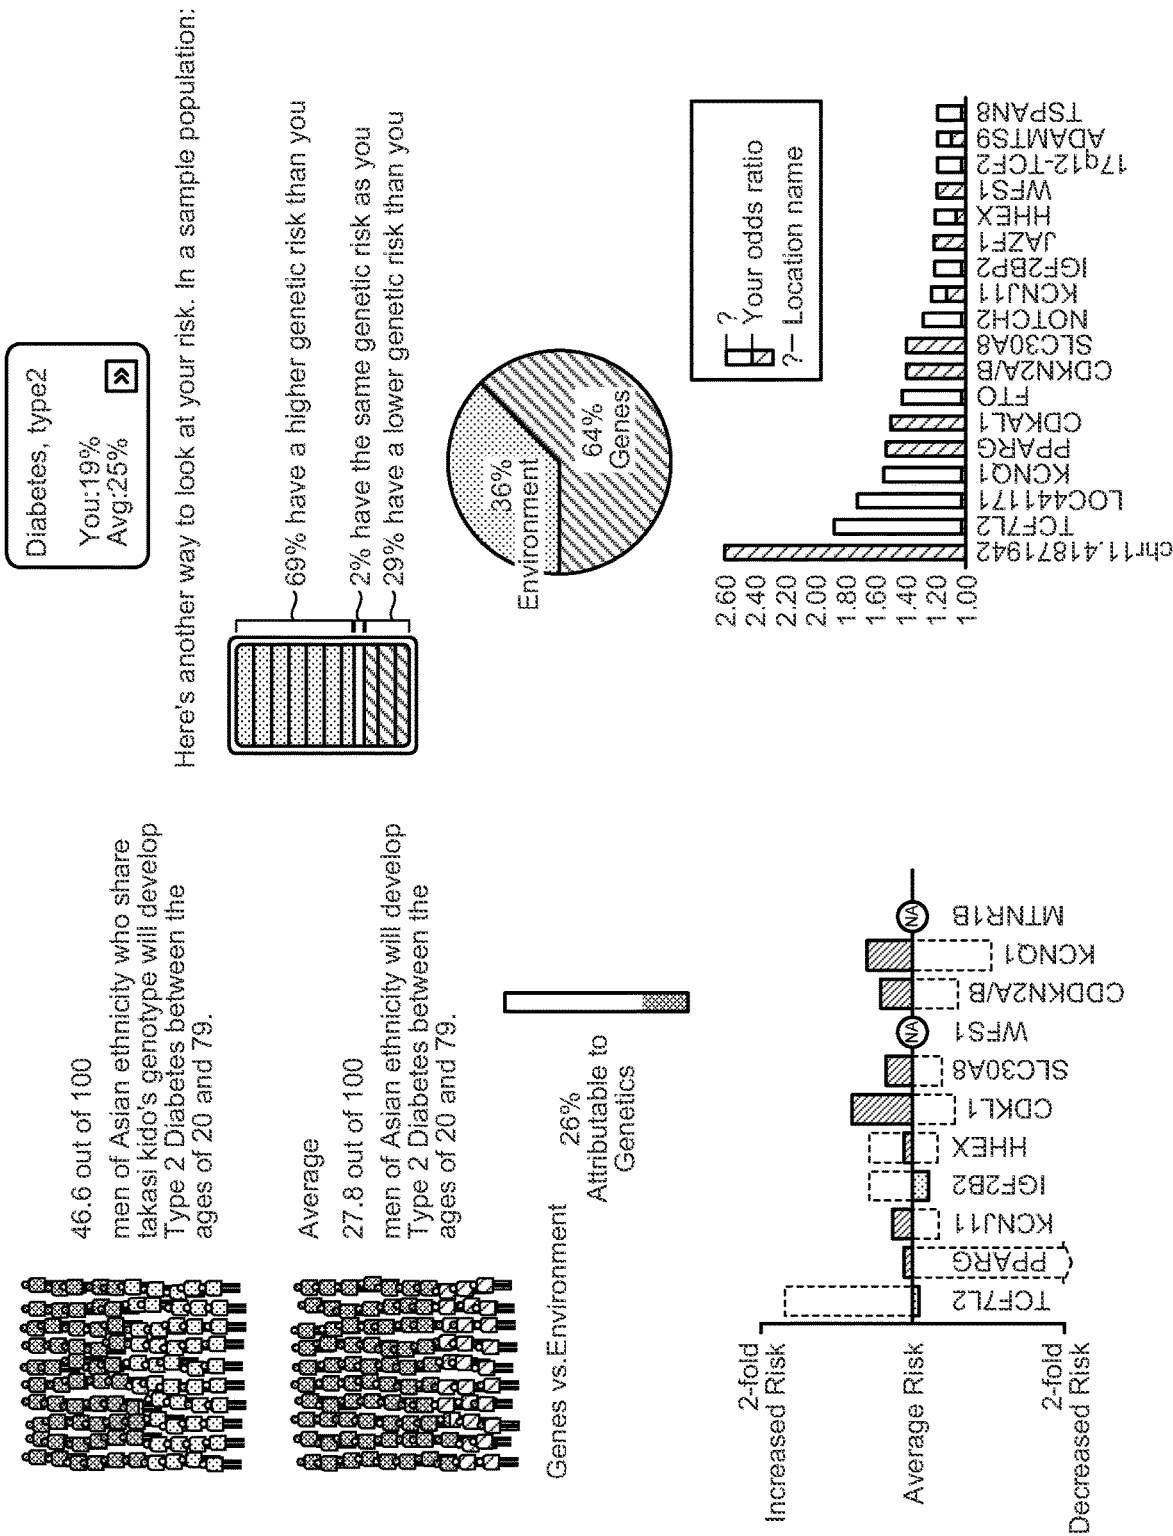 46.6 out of 100
men of Asian ethnicity who share
takasi kido's genotype will develop
Type 2 Diabetes between the
ages of 20 and 79.
Average
27.8 out of 100
men of Asian ethnicity will develop
Type 2 Diabetes between the
ages of 20 and 79.
Genes vs.Environment
26%
Attributable to
Genetics
2-fold
Increased Risk
Average Risk
2-fold
Decreased Risk
TCF7L2
PPARG
KCNJ11
IGF2B2
HHEX
CDKL1
SLC30A8
NA
WFS1
CDDKN2A/B
KCNQ1
NA
MTNR1B
Diabetes, type2
You:19%
Avg:25%
Here's another way to look at your risk. In a sample population:
69% have a higher genetic risk than you
2% have the same genetic risk as you
29% have a lower genetic risk than you
36%
Environment
64%
Genes
?
Your odds ratio
?– Location name
2.60
2.40
2.20
2.00
1.80
1.60
1.40
1.20
1.00
chr11.41871942
TCF7L2
LOC441171
KCNQ1
PPARG
CDKAL1
FTO
CDKN2A/B
SLC30A8
NOTCH2
KCNJ11
IGF2BP2
JAZF1
HHEX
WFS1
17q12-TCF2
ADAMTS9
TSPAN8